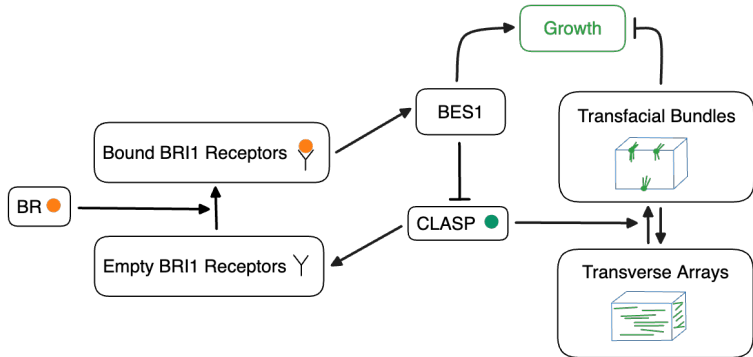 Growth
BES1
Transfacial Bundles
Bound BRI1 Receptors
BR
CLASP
Empty BRI1 Receptors
Transverse Arrays